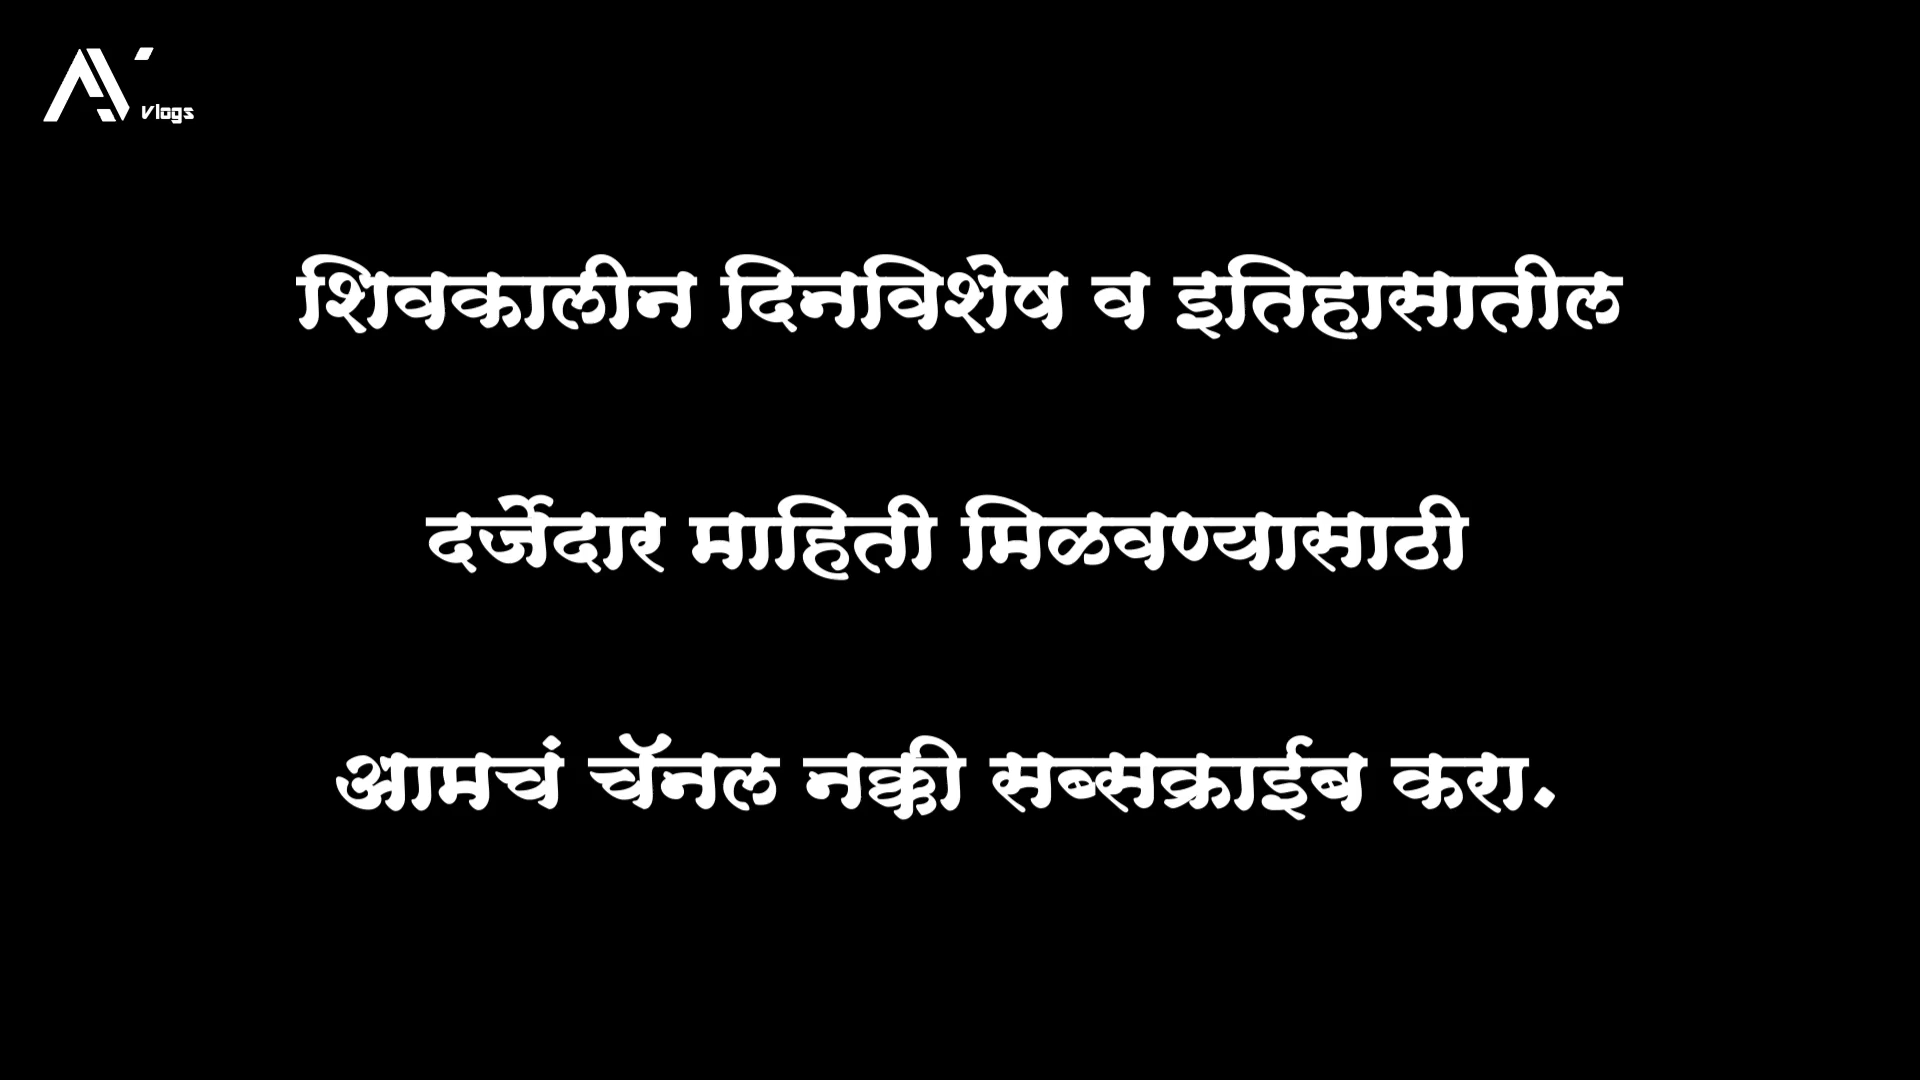 AV Vlogs
शिवकालीन दिनविशेष व इतिहासातील
दर्जेदार माहिती मिळवण्यासाठी
आमचं चॅनल नक्की सब्सक्राईब करा.